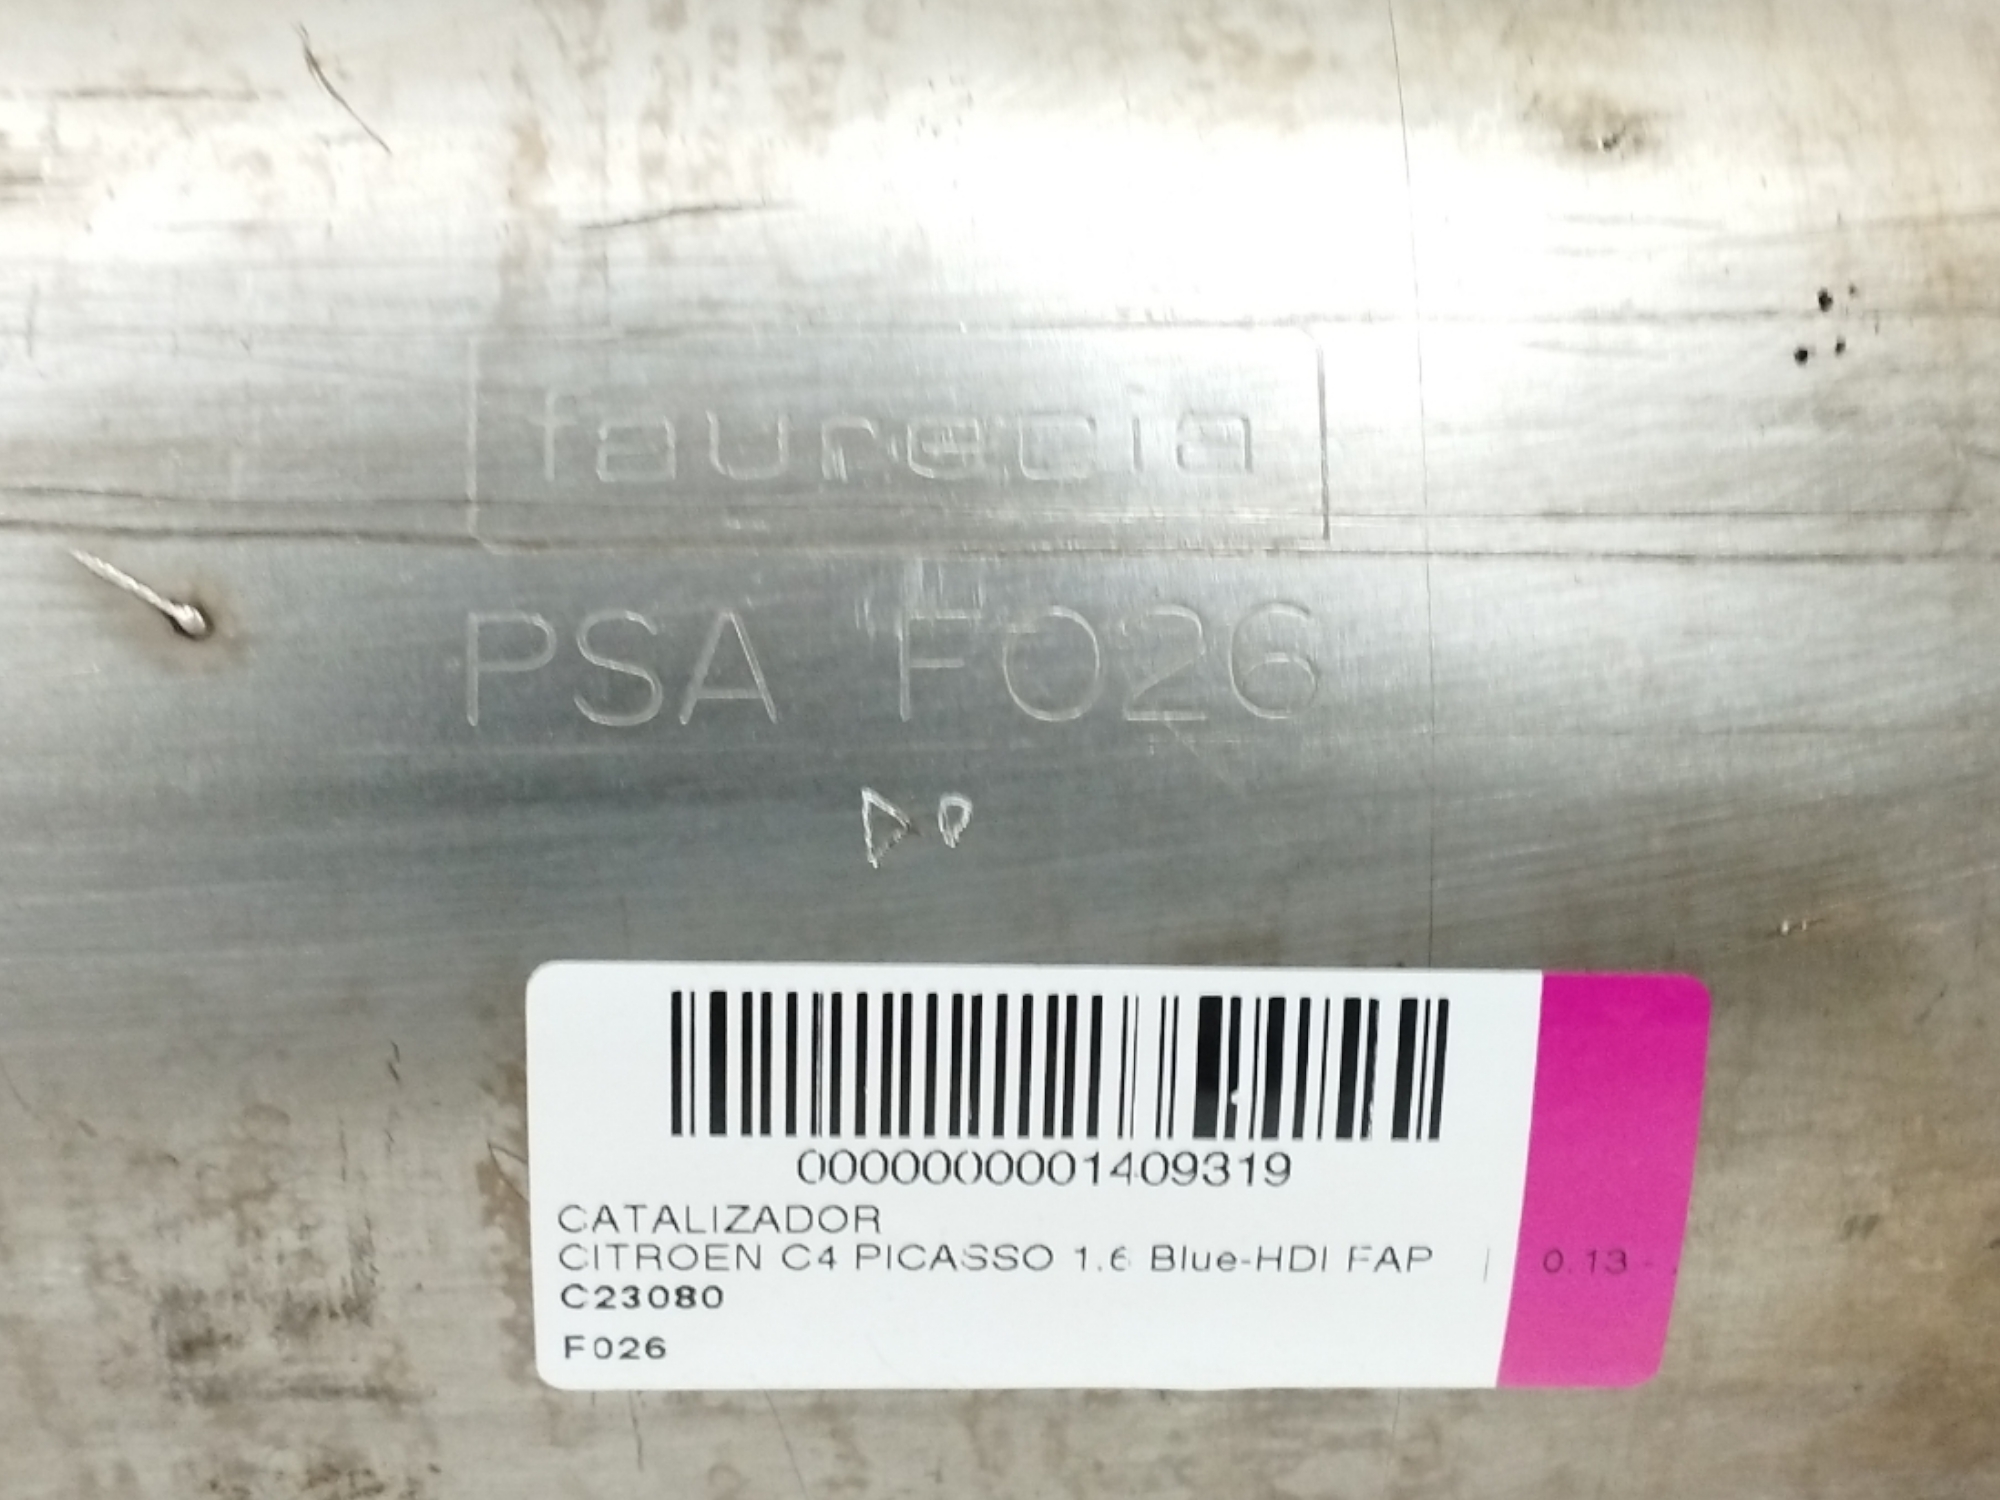 faurecia
PSA F026
0000000001409319
CATALIZADOR
CITROEN C4 PICASSO 1.6 Blue-HDI FAP | 0.13 -
C23080
F026